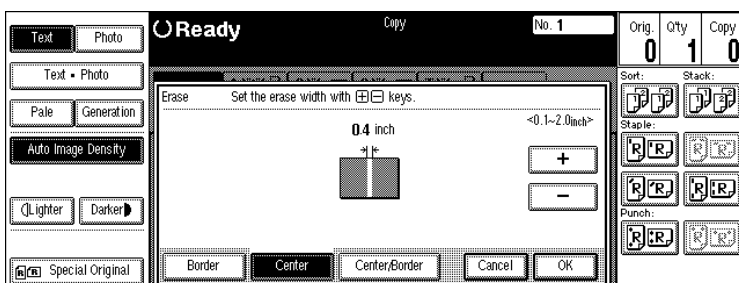 Text
Photo
Text • Photo
Pale
Generation
Auto Image Density
Lighter
Darker
Special Original
Ready
Copy
No. 1
Erase
Set the erase width with ⊞⊟ keys.
0.4 inch
<0.1~2.0inch>
+
−
Border
Center
Center/Border
Cancel
OK
Orig.
Q'ty
Copy
0
1
0
Sort:
Stack:
Staple:
Punch: